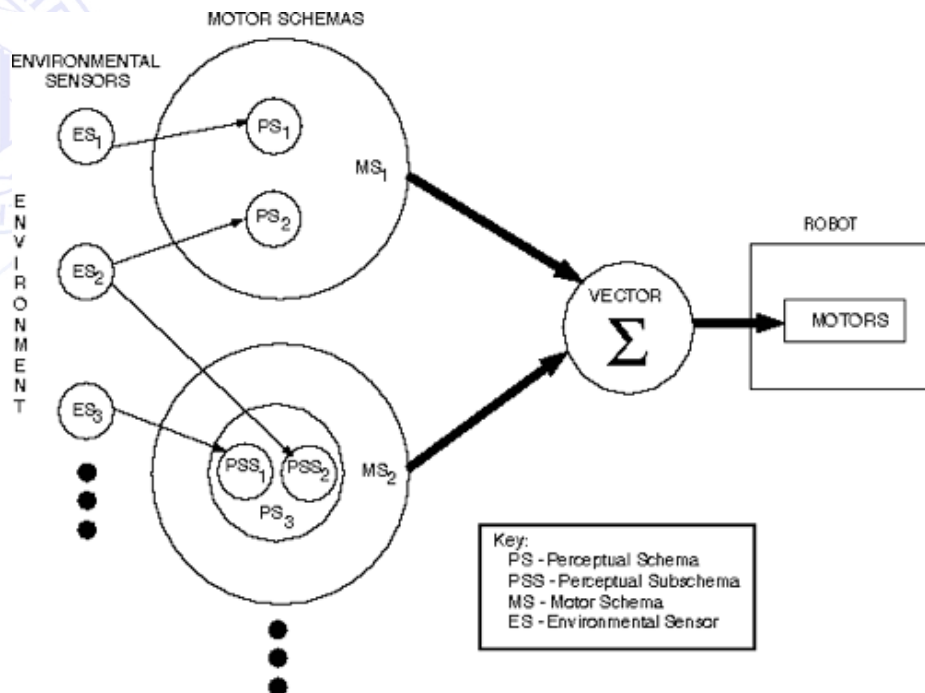 MOTOR SCHEMAS
ENVIRONMENTAL
SENSORS
ENVIRONMENT
ES1
PS1
MS1
PS2
ES2
ES3
PSS1
PSS2
PS3
MS2
VECTOR
Σ
ROBOT
MOTORS
Key:
PS - Perceptual Schema
PSS - Perceptual Subschema
MS - Motor Schema
ES - Environmental Sensor